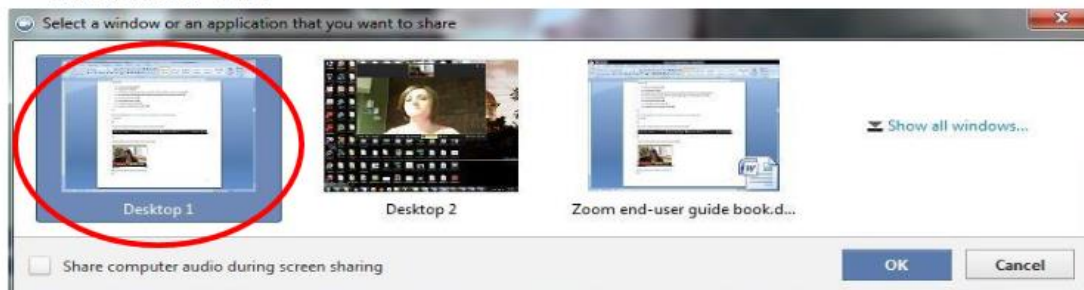 Select a window or an application that you want to share
Show all windows...
Desktop 1
Desktop 2
Zoom end-user guide book.d...
Share computer audio during screen sharing
OK
Cancel